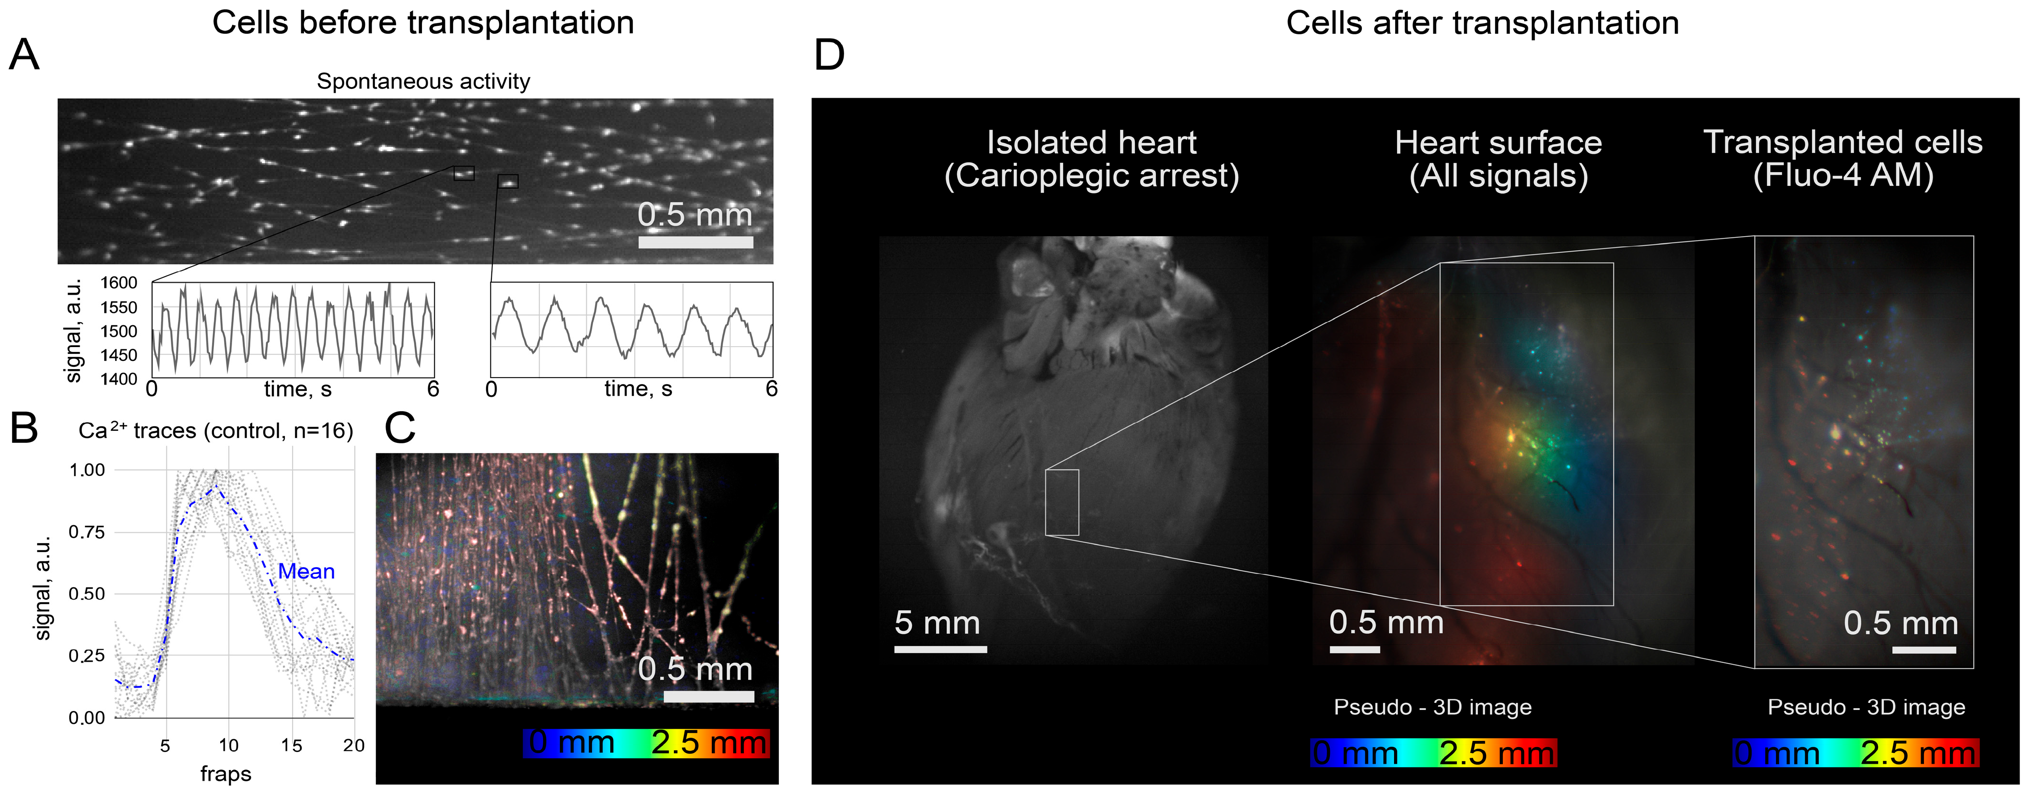 Cells before transplantation
A
Spontaneous activity
0.5 mm
1600
1550
1500
1450
1400
signal, a.u.
0
time, s
6
0
time, s
6
B
Ca2+ traces (control, n=16)
1.00
0.75
0.50
0.25
0.00
signal, a.u.
Mean
5
10
15
20
fraps
C
0.5 mm
0 mm
2.5 mm
Cells after transplantation
D
Isolated heart
(Carioplegic arrest)
5 mm
Heart surface
(All signals)
0.5 mm
Pseudo - 3D image
0 mm
2.5 mm
Transplanted cells
(Fluo-4 AM)
0.5 mm
Pseudo - 3D image
0 mm
2.5 mm